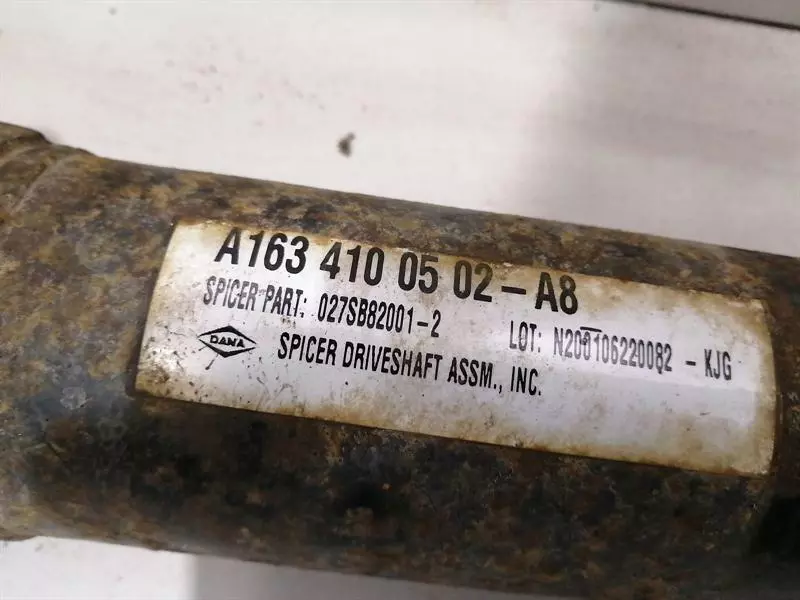 A163 410 05 02-A8
SPICER PART: 027SB82001-2 LOT: N200106220082 - KJG
DANA SPICER DRIVESHAFT ASSM., INC.